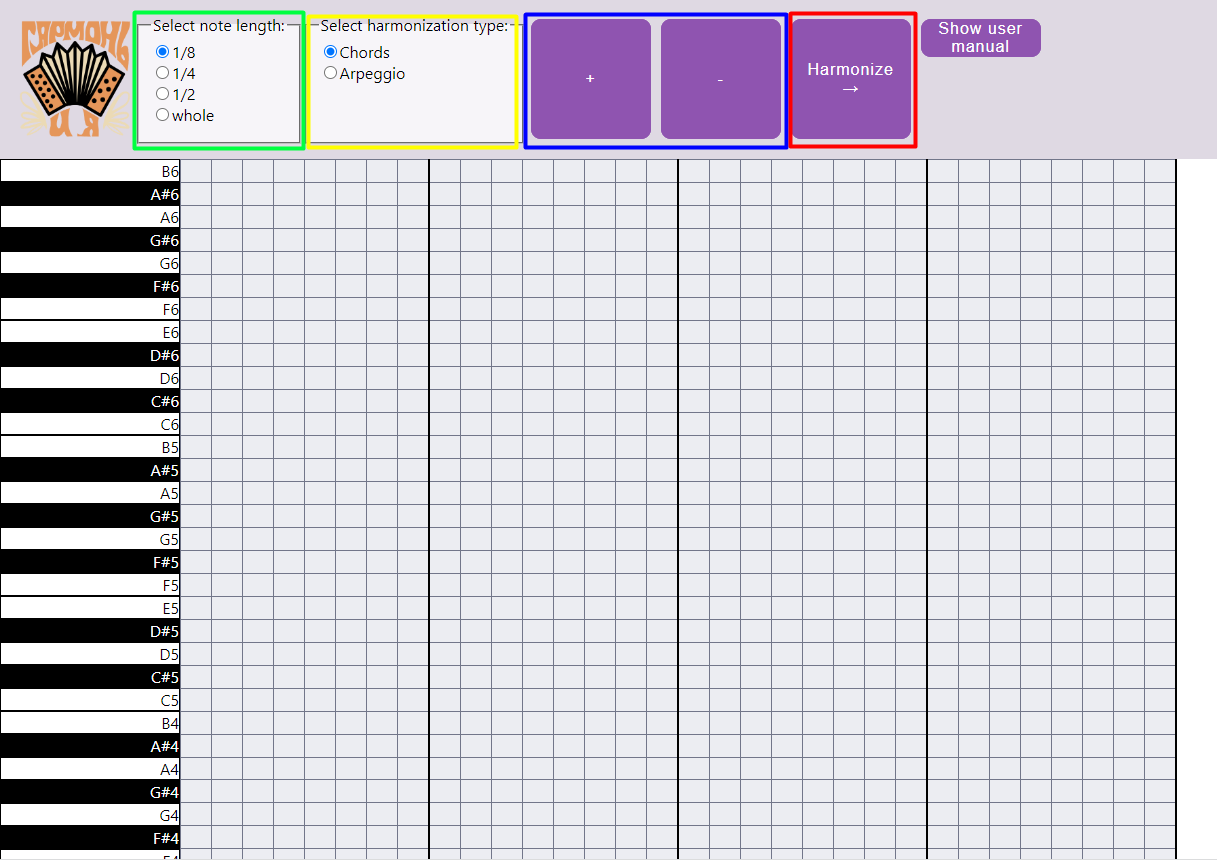 ГАРМОНЬ
И Я
Select note length:
1/8
1/4
1/2
whole
Select harmonization type:
Chords
Arpeggio
+
-
Harmonize
→
Show user
manual
B6
A#6
A6
G#6
G6
F#6
F6
E6
D#6
D6
C#6
C6
B5
A#5
A5
G#5
G5
F#5
F5
E5
D#5
D5
C#5
C5
B4
A#4
A4
G#4
G4
F#4